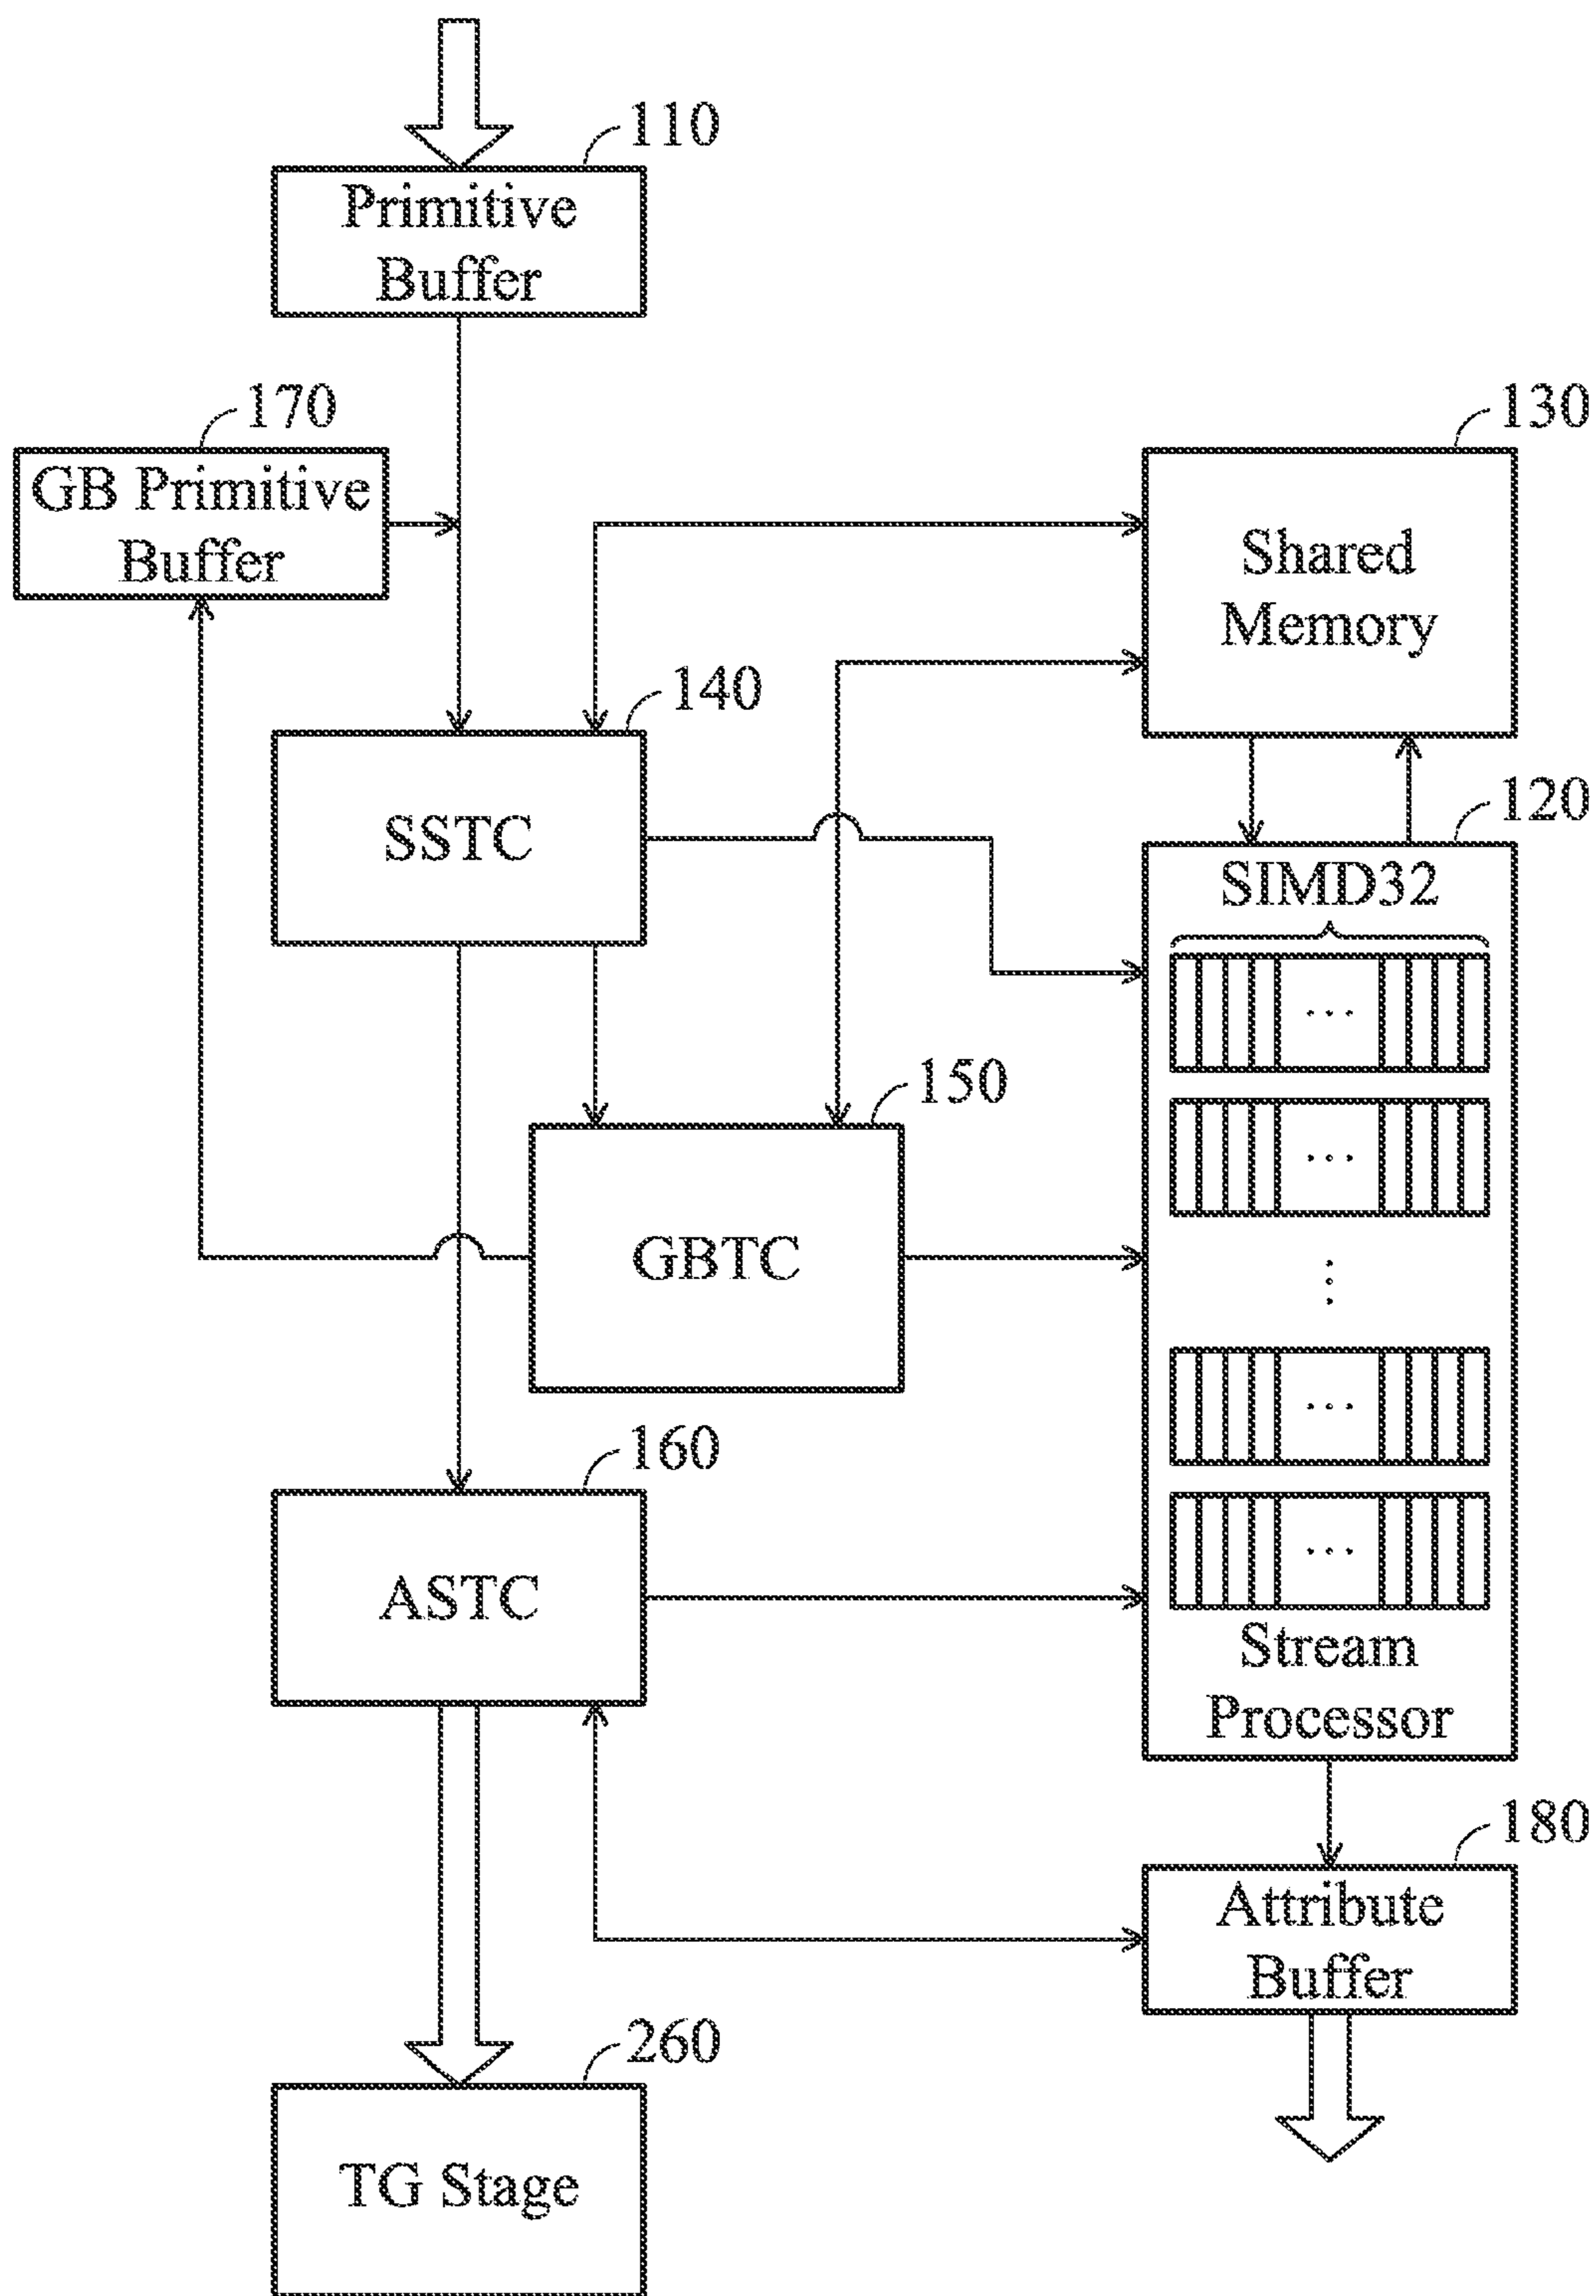 110
Primitive
Buffer
170
GB Primitive
Buffer
130
Shared
Memory
140
SSTC
120
SIMD32
...
...
150
GBTC
...
160
ASTC
...
...
Stream
Processor
180
Attribute
Buffer
260
TG Stage